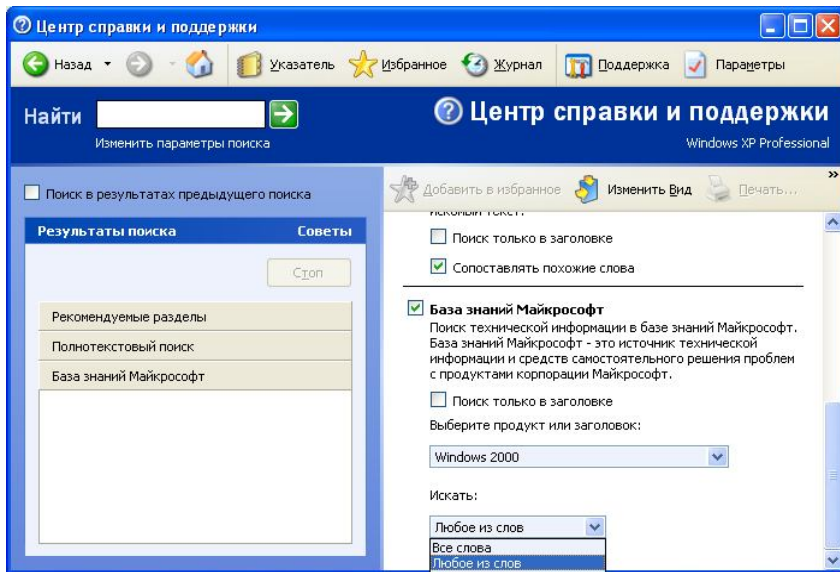 Центр справки и поддержки
Назад
Указатель
Избранное
Журнал
Поддержка
Параметры
Найти
Изменить параметры поиска
Центр справки и поддержки
Windows XP Professional
Поиск в результатах предыдущего поиска
Результаты поиска
Советы
Стоп
Рекомендуемые разделы
Полнотекстовый поиск
База знаний Майкрософт
Добавить в избранное
Изменить Вид
Печать...
искомый текст:
Поиск только в заголовке
Сопоставлять похожие слова
База знаний Майкрософт
Поиск технической информации в базе знаний Майкрософт.
База знаний Майкрософт - это источник технической
информации и средств самостоятельного решения проблем
с продуктами корпорации Майкрософт.
Поиск только в заголовке
Выберите продукт или заголовок:
Windows 2000
Искать:
Любое из слов
Все слова
Любое из слов